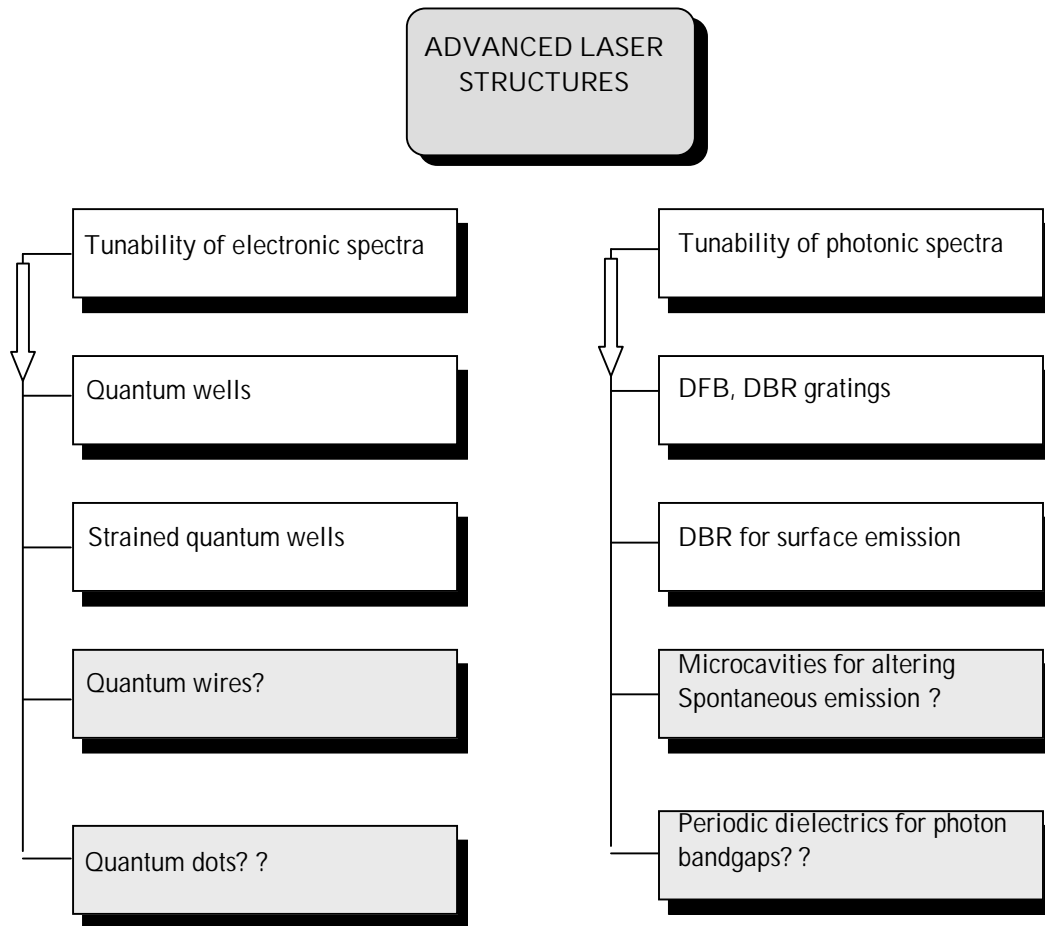 ADVANCED LASER
STRUCTURES
Tunability of electronic spectra
Quantum wells
Strained quantum wells
Quantum wires?
Quantum dots? ?
Tunability of photonic spectra
DFB, DBR gratings
DBR for surface emission
Microcavities for altering
Spontaneous emission ?
Periodic dielectrics for photon
bandgaps? ?